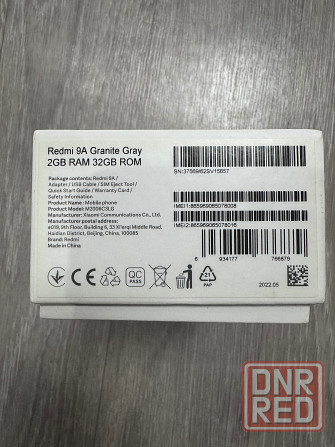 Redmi 9A Granite Gray
2GB RAM 32GB ROM
Package contents: Redmi 9A /
Adapter / USB Cable / SIM Eject Tool /
Quick Start Guide / Warranty Card /
Safety Information
Product Name: Mobile phone
Model: M2006C3LG
Manufacturer: Xiaomi Communications Co., Ltd.
Manufacturer postal address:
#019, 9th Floor, Building 6, 33 Xi'erqi Middle Road,
Haidian District, Beijing, China, 100085
Brand: Redmi
Made in China
SN:37569/62SV15657
IMEI1:865969065078008
IMEI2:865969065078016
6 934177 766679
CE
EAC
QC
PASS
21
PAP
2022.05
DNR
RED